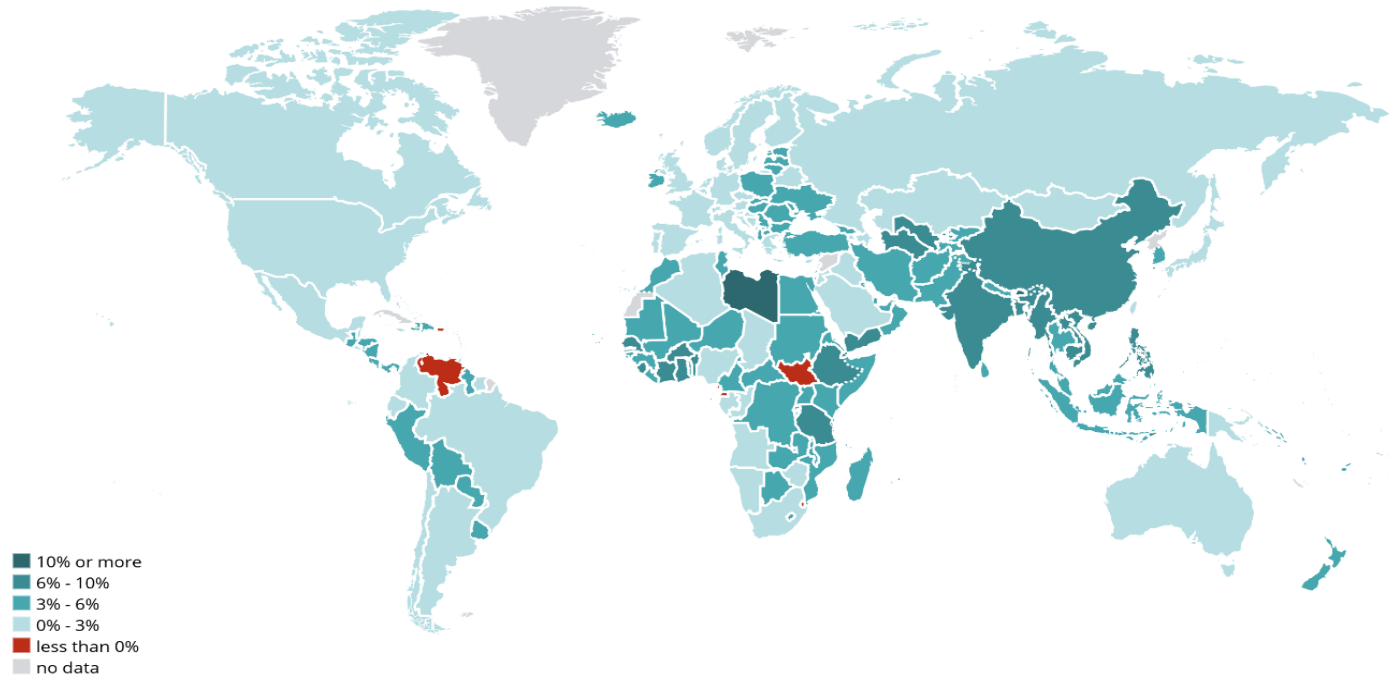 10% or more
6% - 10%
3% - 6%
0% - 3%
less than 0%
no data